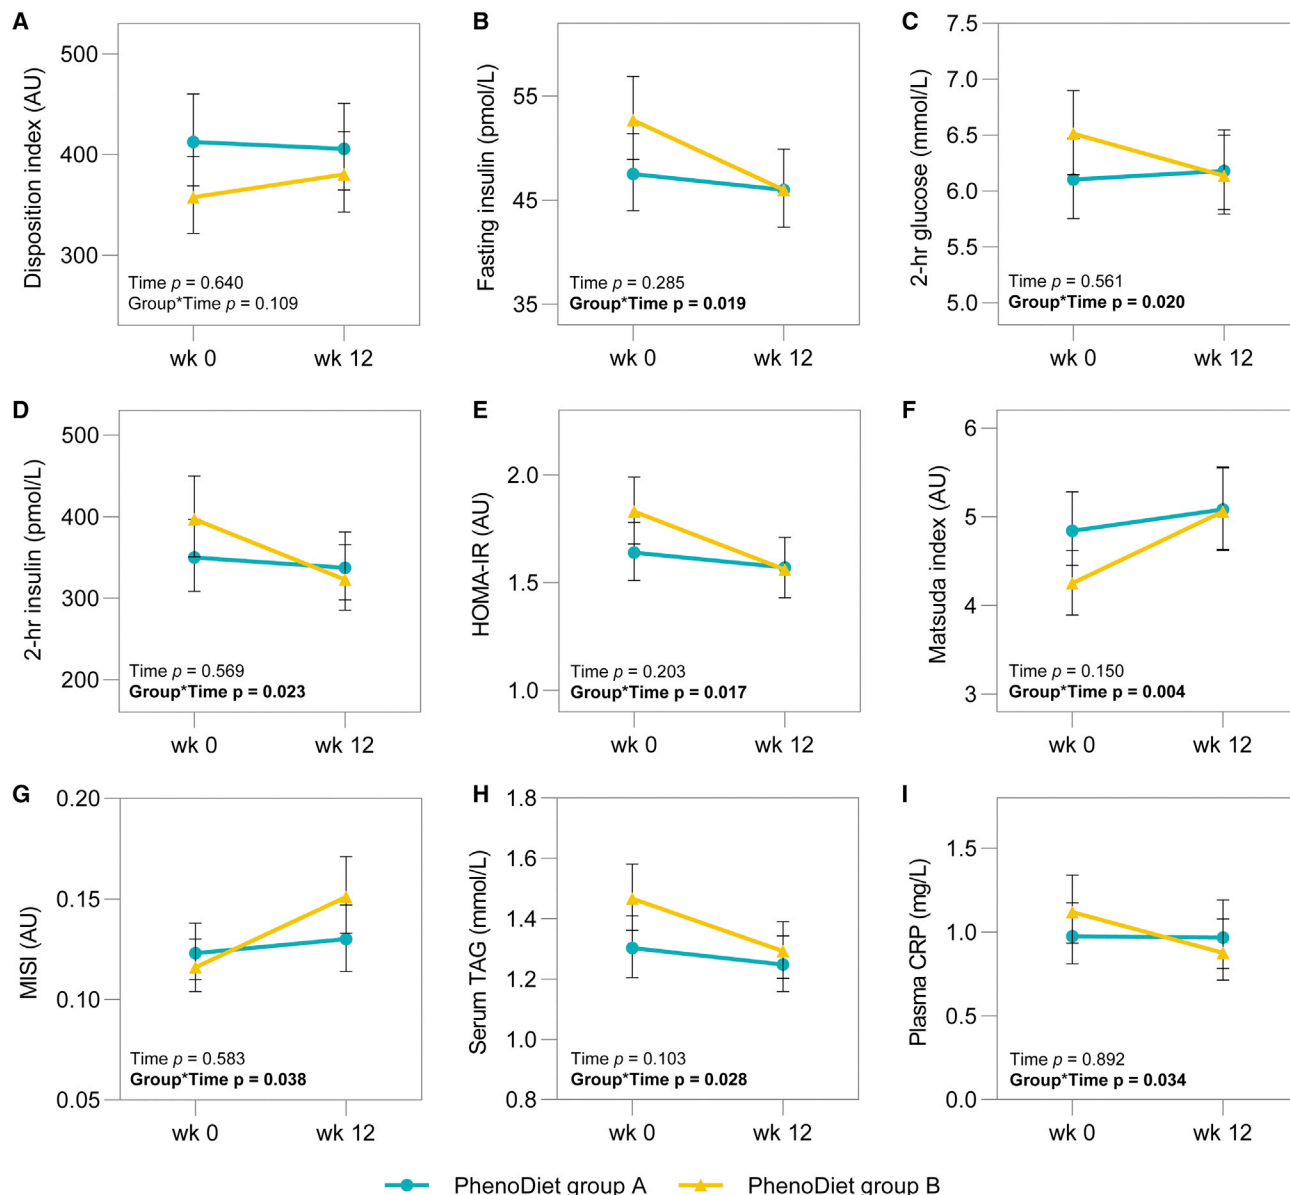 A
Disposition index (AU)
500
400
300
Time p = 0.640
Group*Time p = 0.109
wk 0
wk 12
B
Fasting insulin (pmol/L)
55
45
35
Time p = 0.285
Group*Time p = 0.019
wk 0
wk 12
C
2-hr glucose (mmol/L)
7.5
7.0
6.5
6.0
5.5
5.0
Time p = 0.561
Group*Time p = 0.020
wk 0
wk 12
D
2-hr insulin (pmol/L)
500
400
300
200
Time p = 0.569
Group*Time p = 0.023
wk 0
wk 12
E
HOMA-IR (AU)
2.0
1.5
1.0
Time p = 0.203
Group*Time p = 0.017
wk 0
wk 12
F
Matsuda index (AU)
6
5
4
3
Time p = 0.150
Group*Time p = 0.004
wk 0
wk 12
G
MISI (AU)
0.20
0.15
0.10
0.05
Time p = 0.583
Group*Time p = 0.038
wk 0
wk 12
H
Serum TAG (mmol/L)
1.8
1.6
1.4
1.2
1.0
0.8
Time p = 0.103
Group*Time p = 0.028
wk 0
wk 12
I
Plasma CRP (mg/L)
1.5
1.0
0.5
0.0
Time p = 0.892
Group*Time p = 0.034
wk 0
wk 12
PhenoDiet group A
PhenoDiet group B